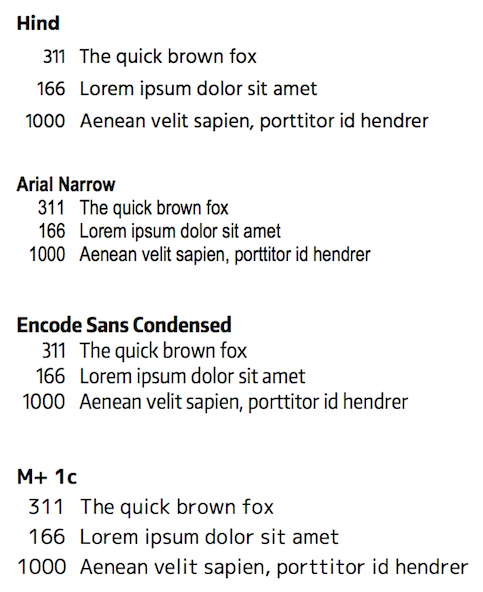 Hind
311 The quick brown fox
166 Lorem ipsum dolor sit amet
1000 Aenean velit sapien, porttitor id hendrer
Arial Narrow
311 The quick brown fox
166 Lorem ipsum dolor sit amet
1000 Aenean velit sapien, porttitor id hendrer
Encode Sans Condensed
311 The quick brown fox
166 Lorem ipsum dolor sit amet
1000 Aenean velit sapien, porttitor id hendrer
M+ 1c
311 The quick brown fox
166 Lorem ipsum dolor sit amet
1000 Aenean velit sapien, porttitor id hendrer